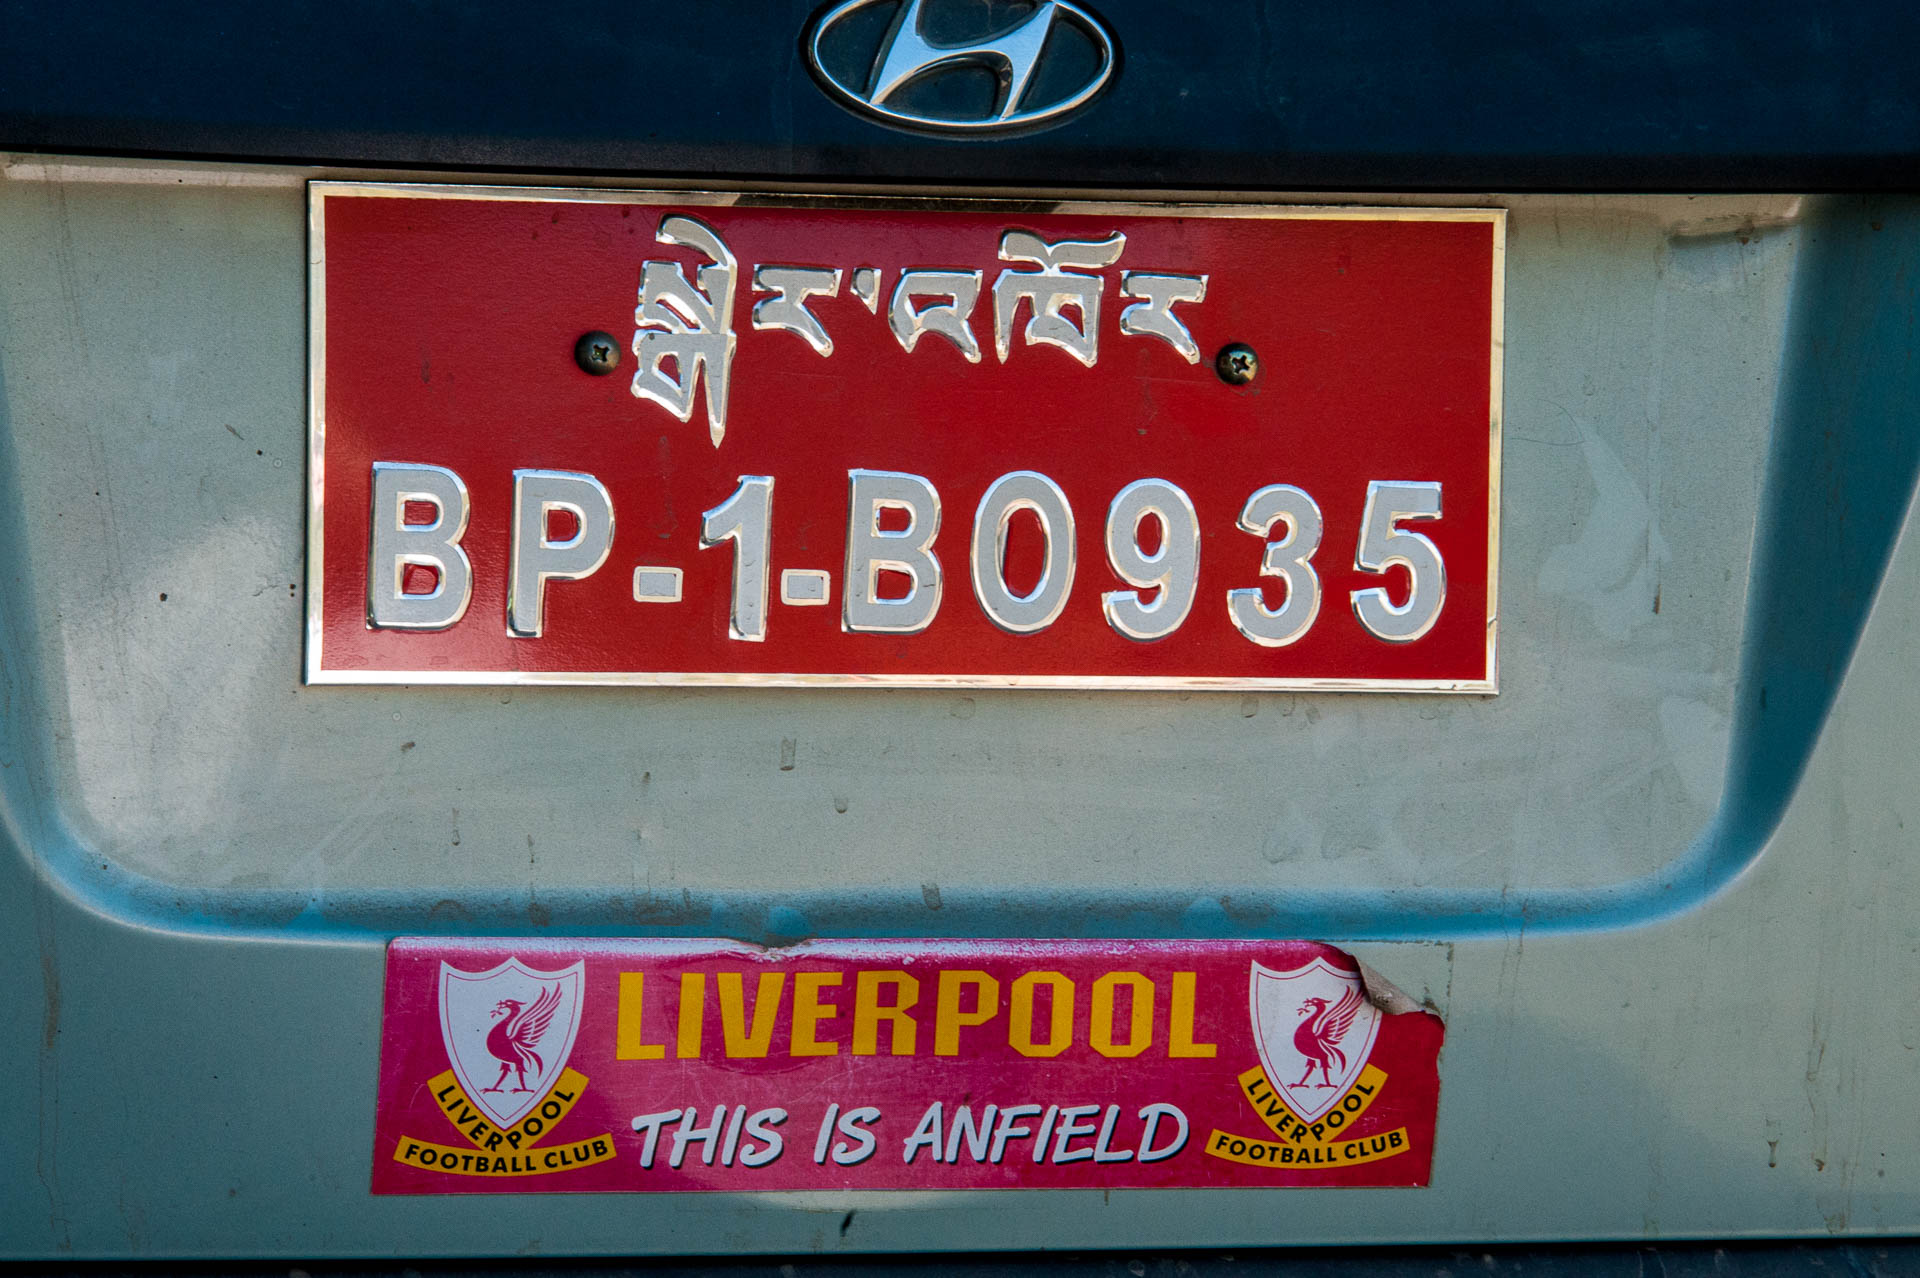 སྒེར་འཁོར
BP-1-B0935
LIVERPOOL
THIS IS ANFIELD
LIVERPOOL
FOOTBALL CLUB
LIVERPOOL
FOOTBALL CLUB